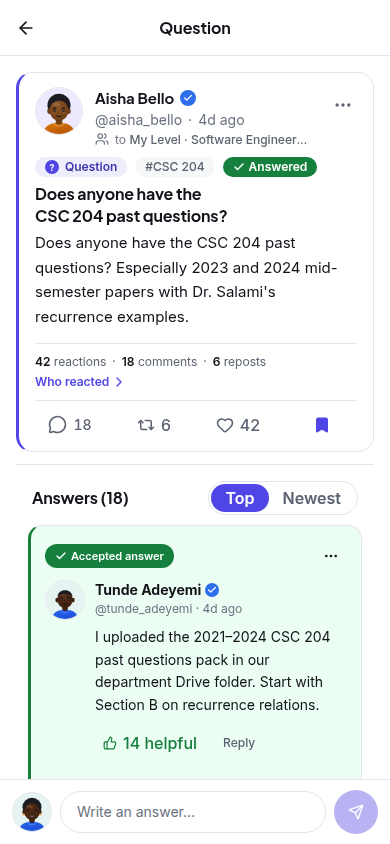 Question
Aisha Bello
@aisha_bello · 4d ago
to My Level · Software Engineer...
? Question
#CSC 204
Answered
Does anyone have the
CSC 204 past questions?
Does anyone have the CSC 204 past
questions? Especially 2023 and 2024 mid-
semester papers with Dr. Salami's
recurrence examples.
42 reactions · 18 comments · 6 reposts
Who reacted
18
6
42
Answers (18)
Top
Newest
Accepted answer
Tunde Adeyemi
@tunde_adeyemi · 4d ago
I uploaded the 2021–2024 CSC 204
past questions pack in our
department Drive folder. Start with
Section B on recurrence relations.
14 helpful
Reply
Write an answer...